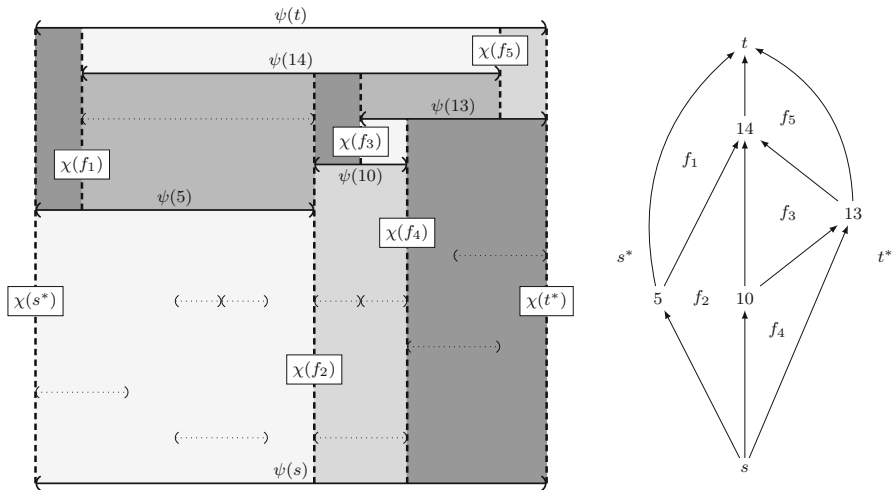 ψ(t)
χ(f₅)
ψ(14)
ψ(13)
χ(f₃)
χ(f₁)
ψ(10)
ψ(5)
χ(f₄)
χ(s*)
χ(t*)
χ(f₂)
ψ(s)
t
14
f₅
f₁
13
f₃
s*
t*
5
f₂
10
f₄
s